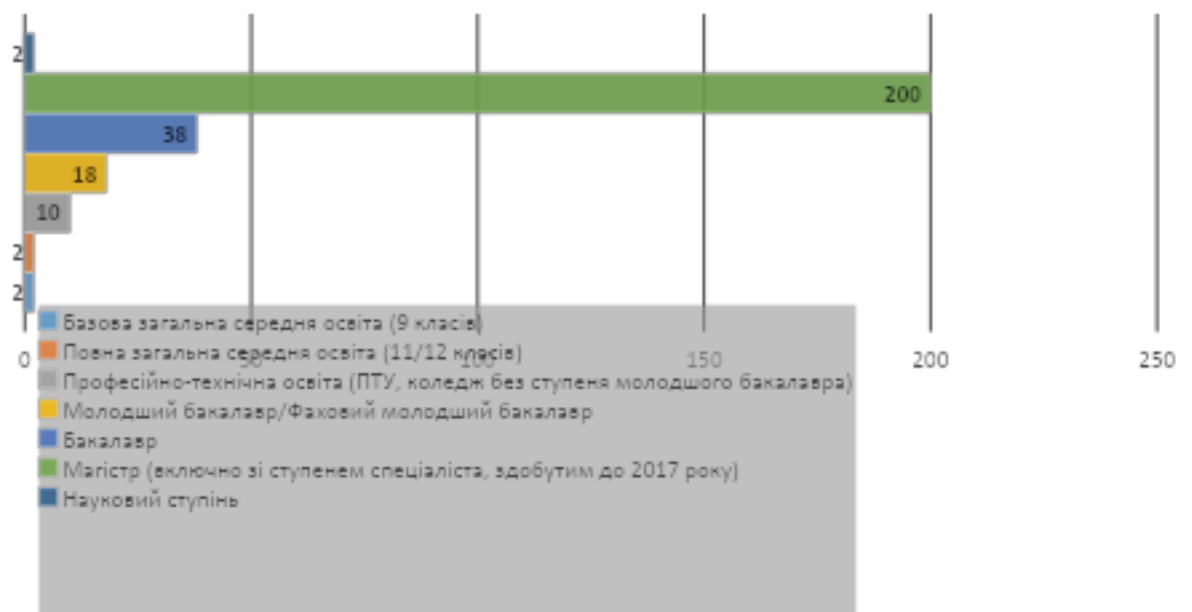 2
200
38
18
10
2
2
Базова загальна середня освіта (9 класів)
0 50 100 150 200 250
Повна загальна середня освіта (11/12 класів)
Професійно-технічна освіта (ПТУ, коледж без ступеня молодшого бакалавра)
Молодший бакалавр/Фаховий молодший бакалавр
Бакалавр
Магістр (включно зі ступенем спеціаліста, здобутим до 2017 року)
Науковий ступінь